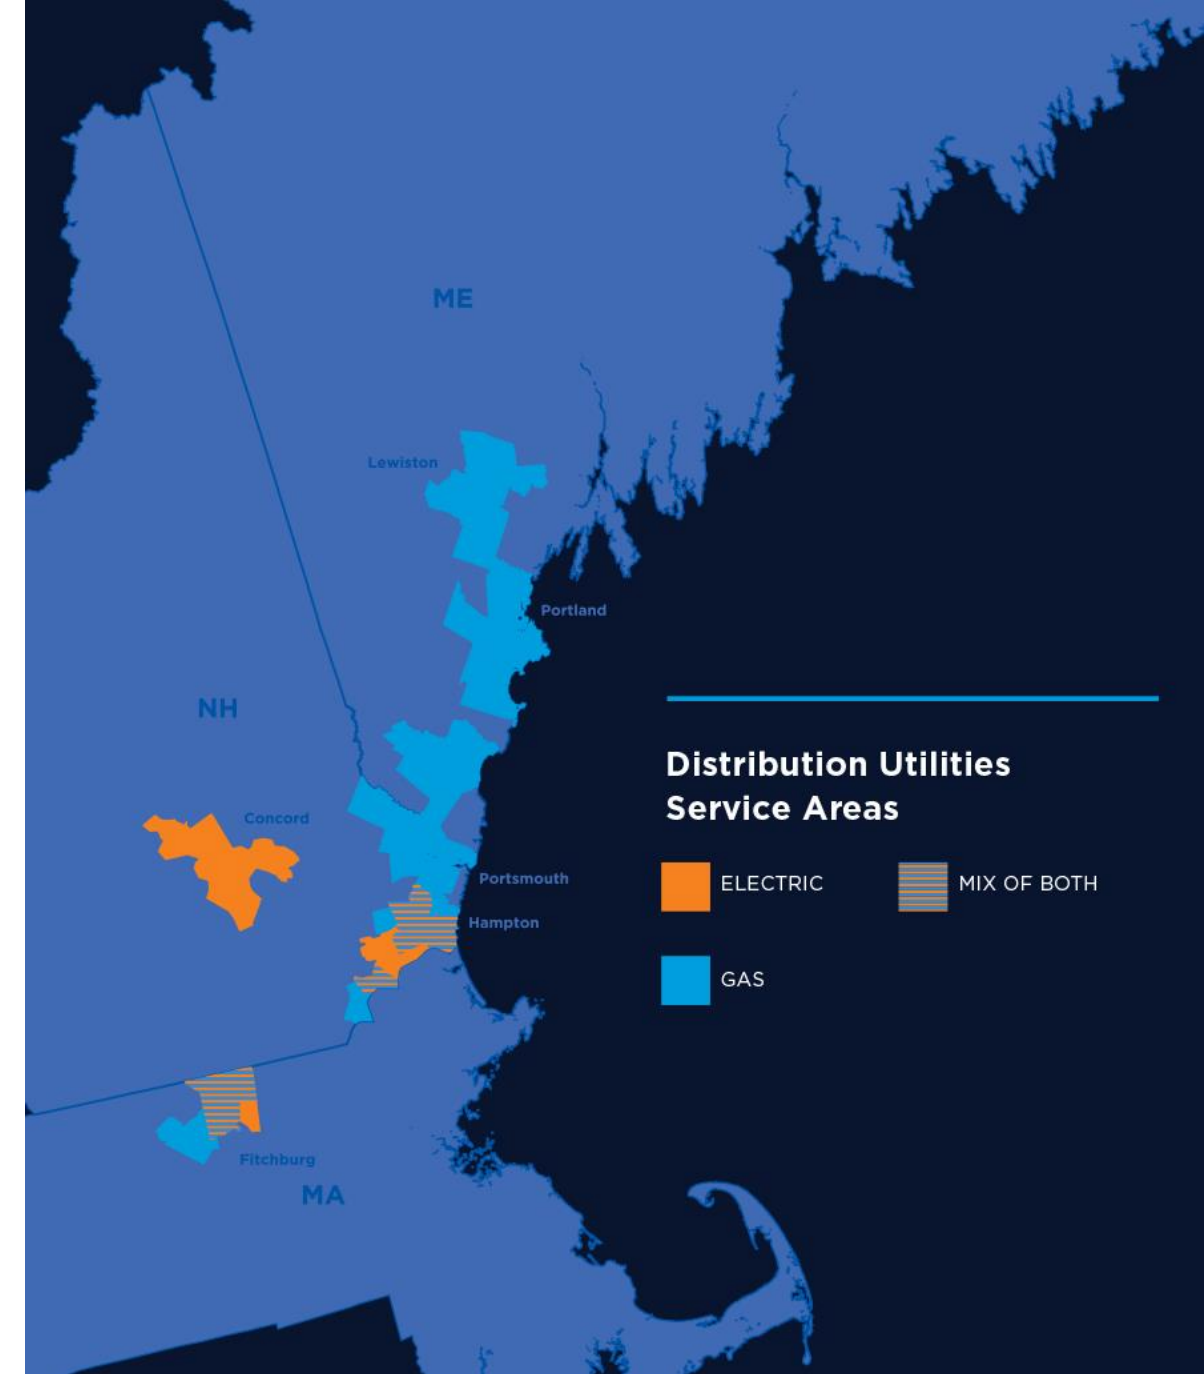 ME
Lewiston
Portland
NH
Distribution Utilities
Service Areas
Concord
ELECTRIC
MIX OF BOTH
Portsmouth
Hampton
GAS
Fitchburg
MA